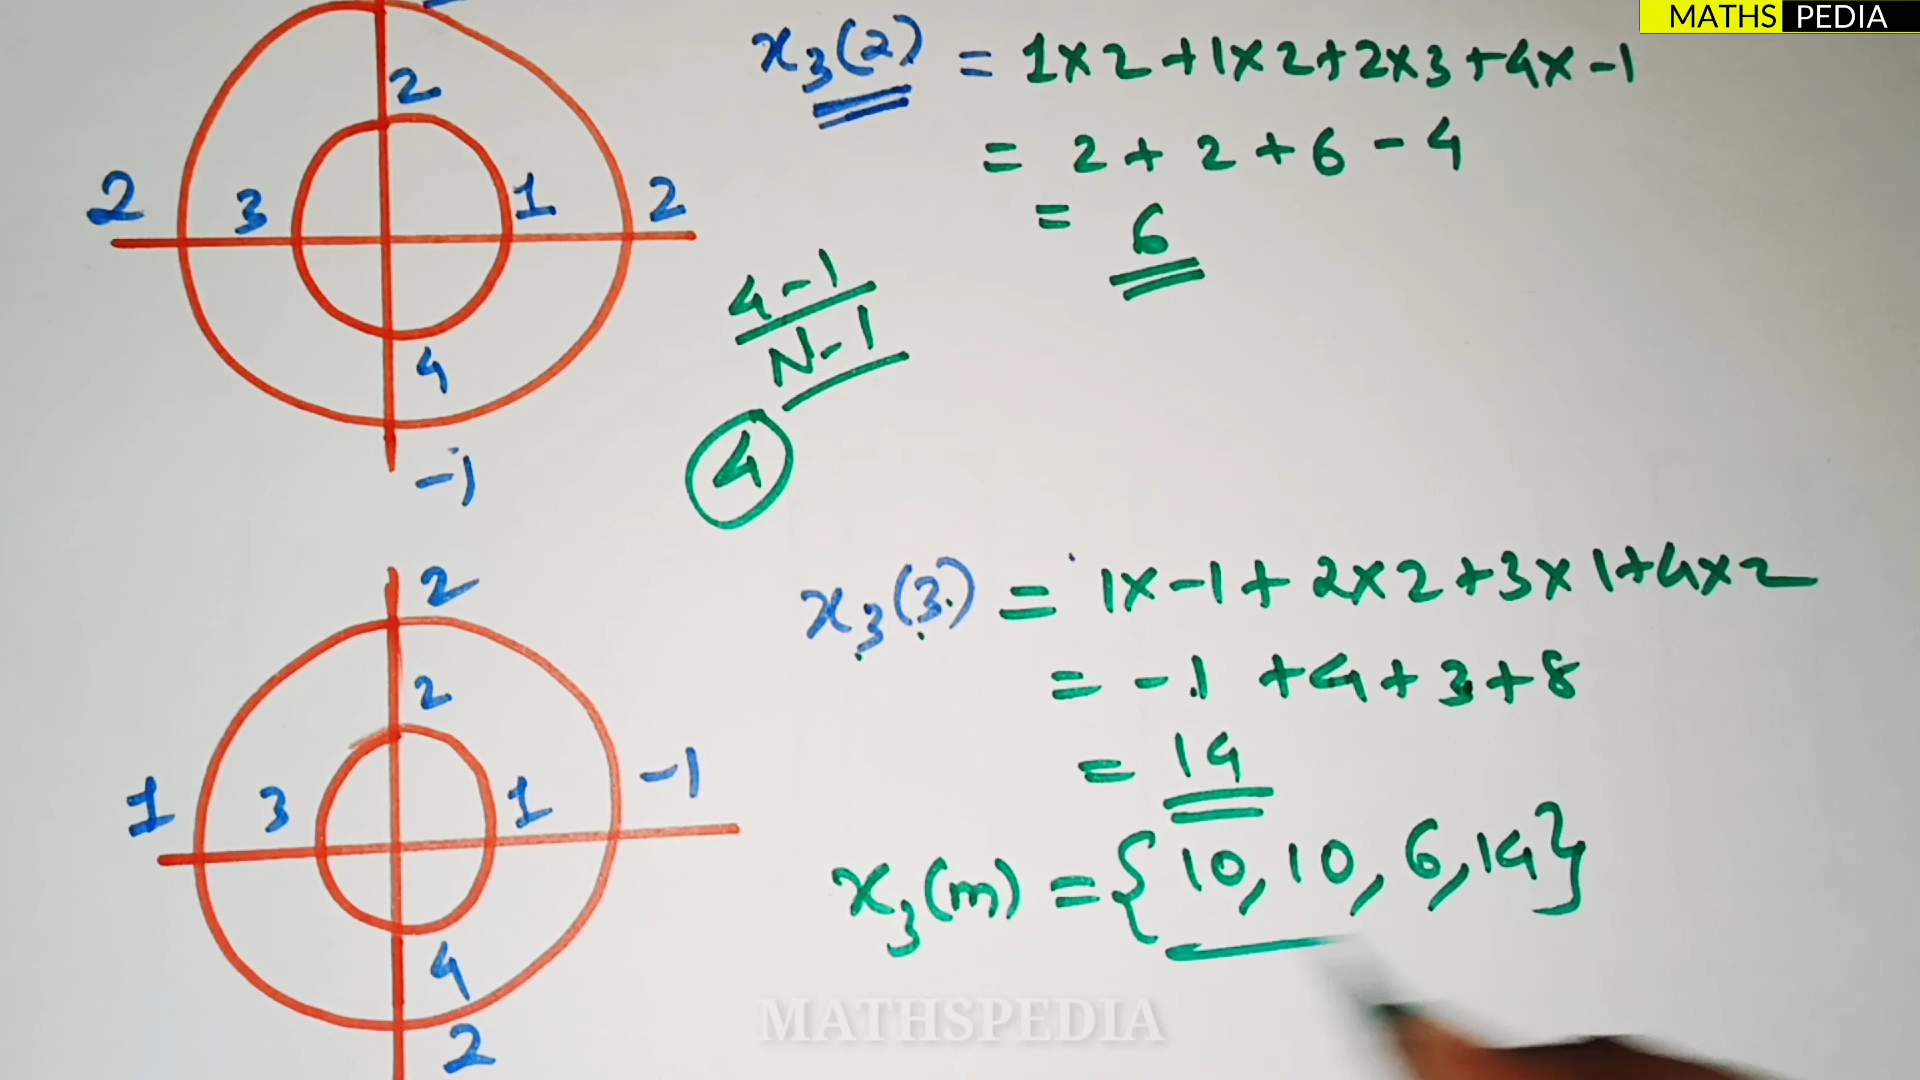 MATHS PEDIA
2
2 3 1 2
4
-1
x₃(2) = 1×2+1×2+2×3+4×-1
= 2+2+6-4
= 6
4-1
N-1
4
2
2
1 3 1 -1
4
2
x₃(3) = 1×-1+2×2+3×1+4×2
= -1+4+3+8
= 14
x₃(m) = {10,10,6,14}
MATHSPEDIA